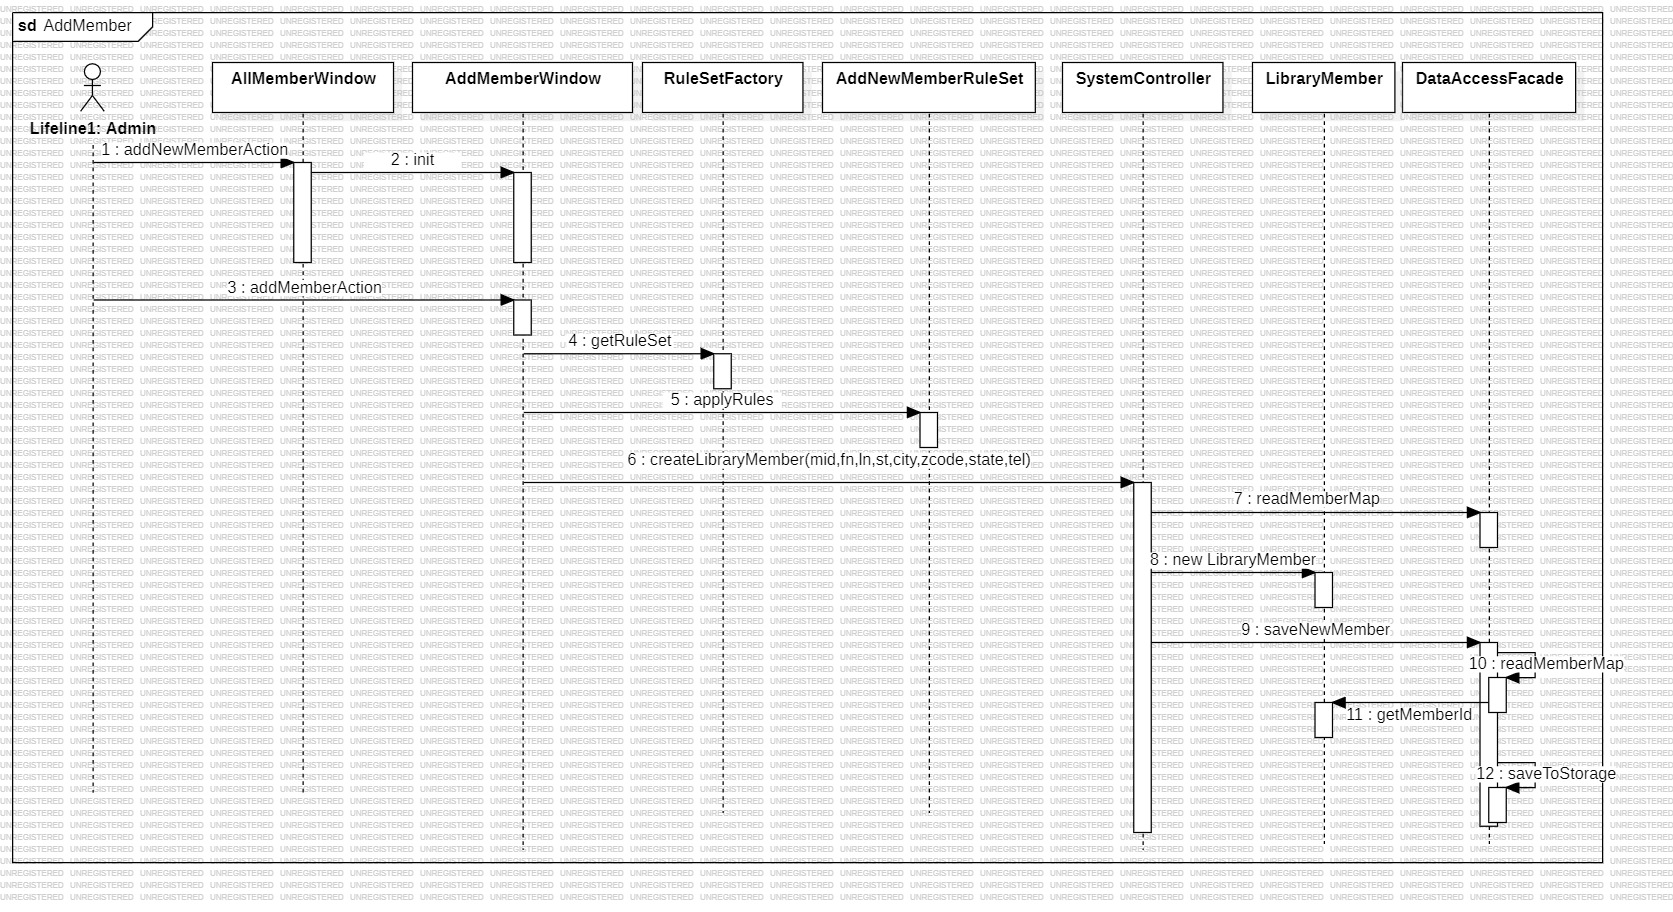 sd AddMember
AllMemberWindow
AddMemberWindow
RuleSetFactory
AddNewMemberRuleSet
SystemController
LibraryMember
DataAccessFacade
Lifeline1: Admin
1 : addNewMemberAction
2 : init
3 : addMemberAction
4 : getRuleSet
5 : applyRules
6 : createLibraryMember(mid,fn,ln,st,city,zcode,state,tel)
7 : readMemberMap
8 : new LibraryMember
9 : saveNewMember
10 : readMemberMap
11 : getMemberId
12 : saveToStorage
UNREGISTERED